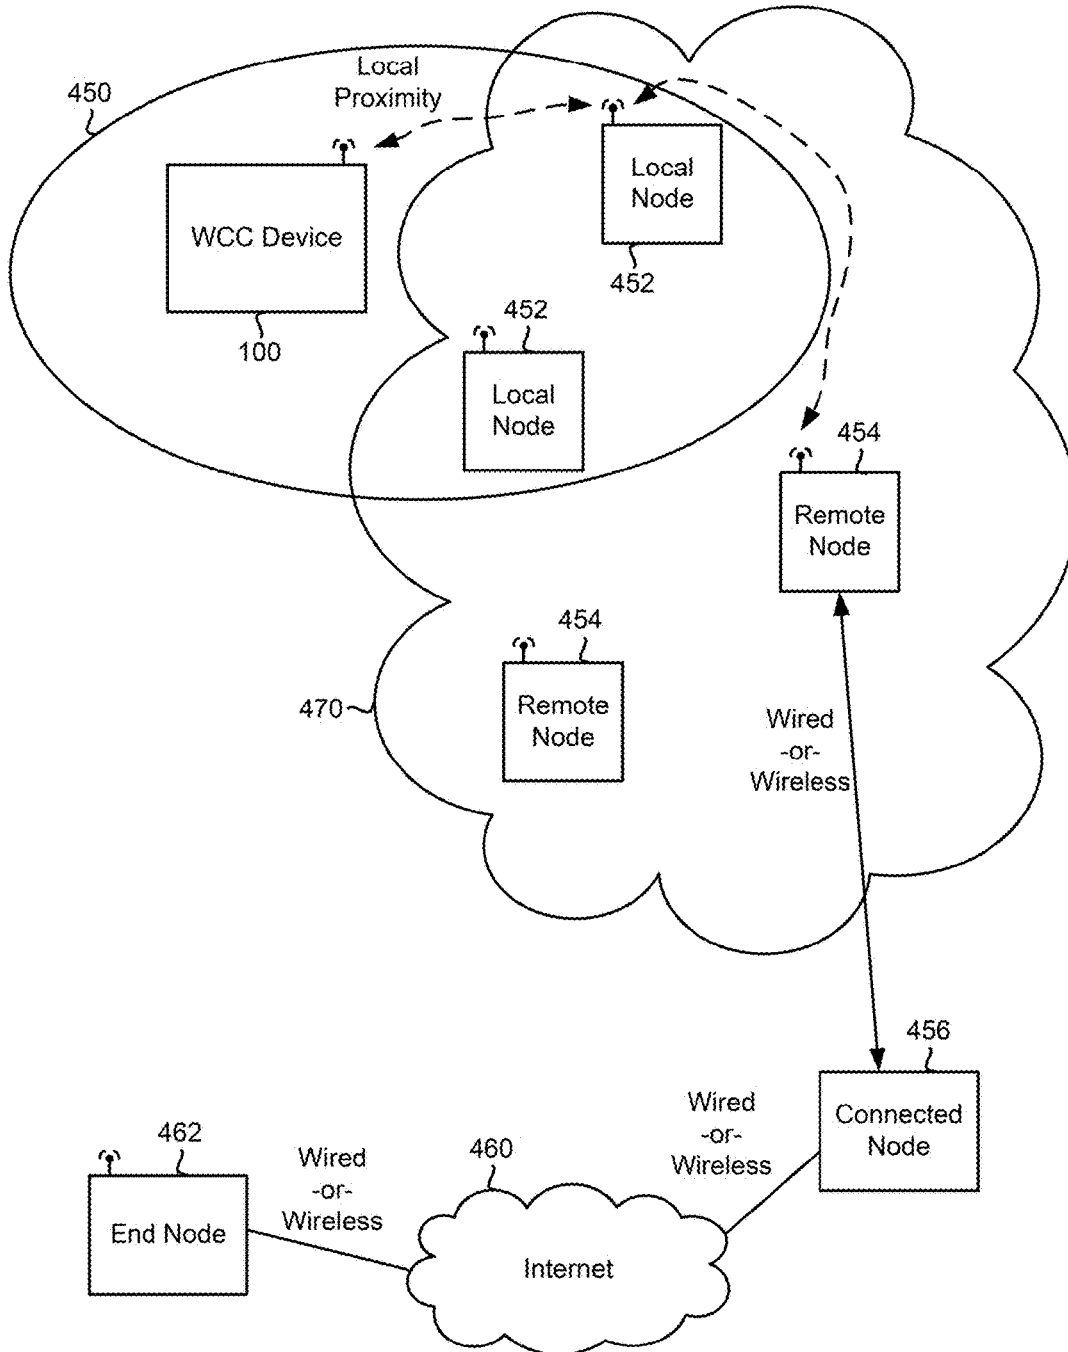 Local
Proximity
450
WCC Device
100
Local
Node
452
452
Local
Node
454
Remote
Node
454
Remote
Node
470
Wired
-or-
Wireless
456
Connected
Node
Wired
-or-
Wireless
462
End Node
Wired
-or-
Wireless
460
Internet